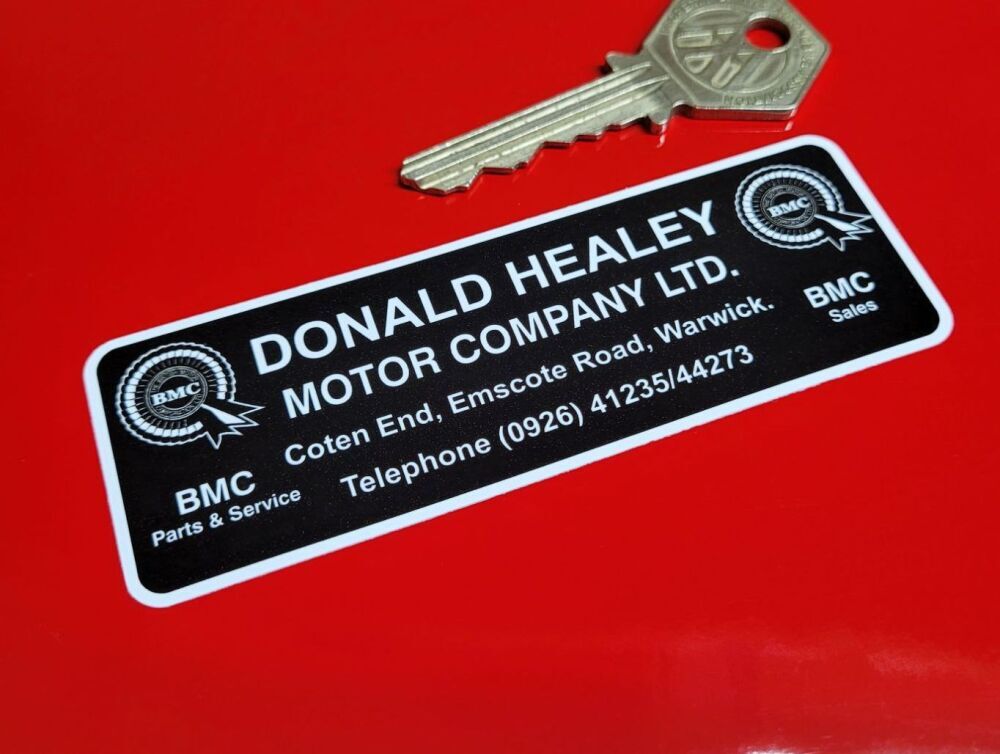 DONALD HEALEY
MOTOR COMPANY LTD.
Coten End, Emscote Road, Warwick.
Telephone (0926) 41235/44273
BMC
BMC
Parts & Service
BMC
BMC
Sales